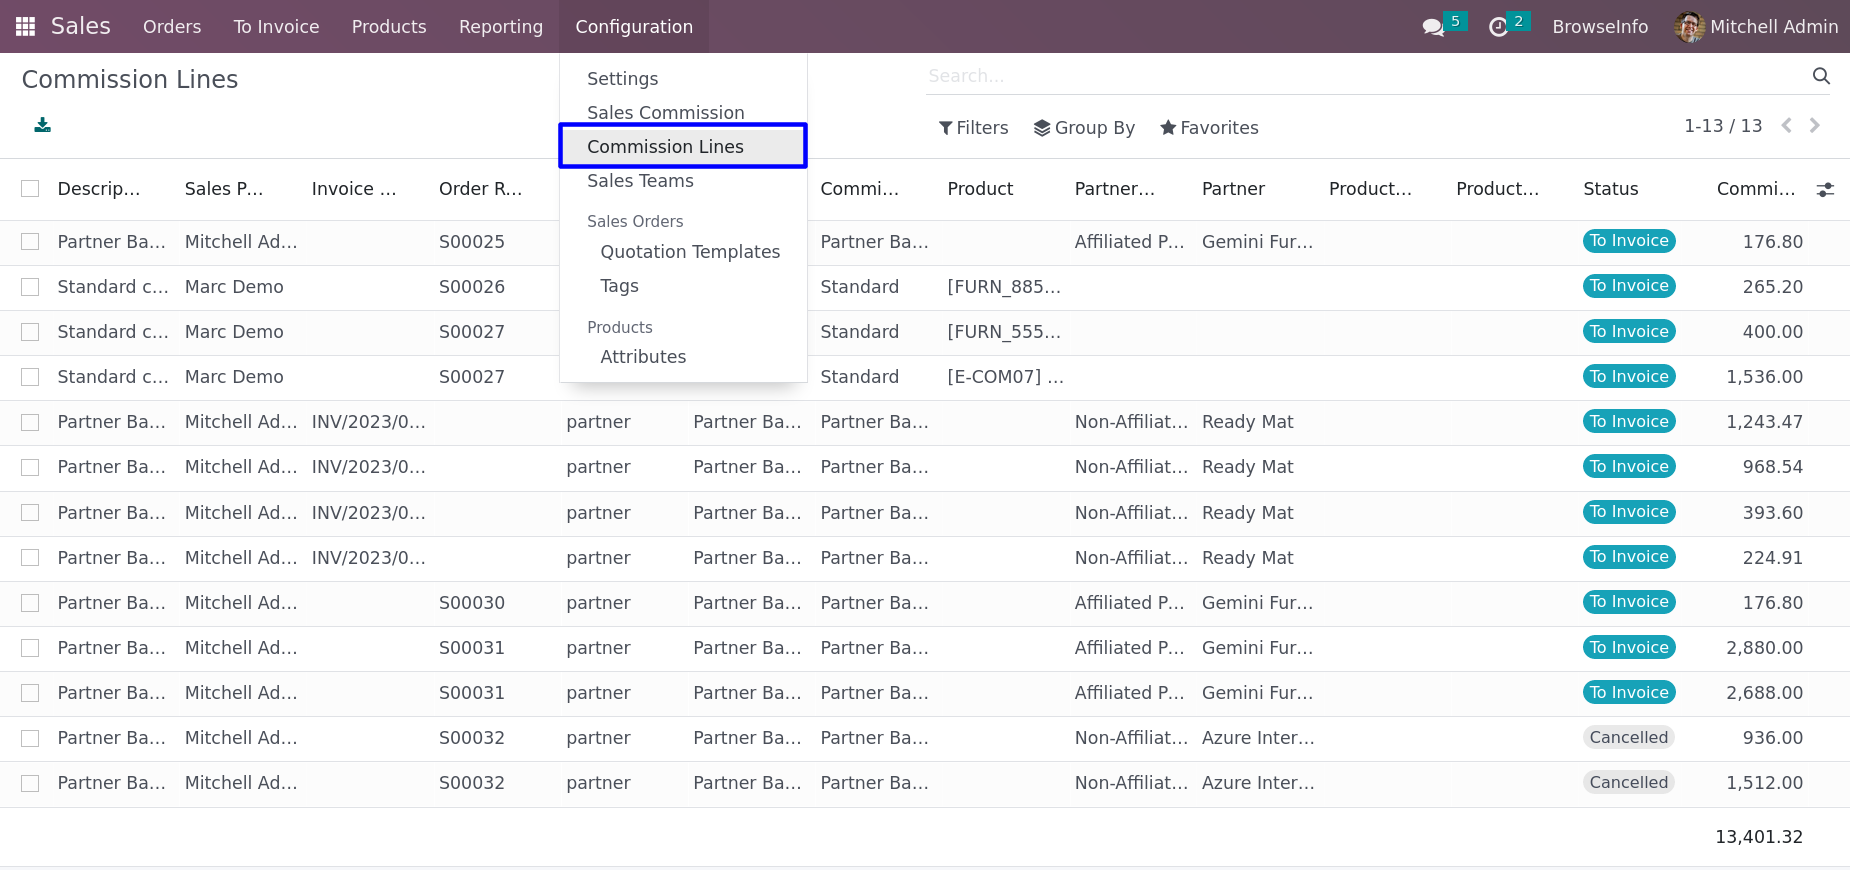 Sales Orders To Invoice Products Reporting Configuration 5 2 BrowseInfo Mitchell Admin
Commission Lines
Search...
Settings
Sales Commission
Commission Lines
Sales Teams
Sales Orders
Quotation Templates
Tags
Products
Attributes
Filters Group By Favorites 1-13 / 13
Descrip... Sales P... Invoice ... Order R... Commi... Product Partner... Partner Product... Product... Status Commi...
Partner Ba... Mitchell Ad... S00025 Partner Ba... Affiliated P... Gemini Fur... To Invoice 176.80
Standard c... Marc Demo S00026 Standard [FURN_885... To Invoice 265.20
Standard c... Marc Demo S00027 Standard [FURN_555... To Invoice 400.00
Standard c... Marc Demo S00027 Standard [E-COM07] ... To Invoice 1,536.00
Partner Ba... Mitchell Ad... INV/2023/0... partner Partner Ba... Partner Ba... Non-Affiliat... Ready Mat To Invoice 1,243.47
Partner Ba... Mitchell Ad... INV/2023/0... partner Partner Ba... Partner Ba... Non-Affiliat... Ready Mat To Invoice 968.54
Partner Ba... Mitchell Ad... INV/2023/0... partner Partner Ba... Partner Ba... Non-Affiliat... Ready Mat To Invoice 393.60
Partner Ba... Mitchell Ad... INV/2023/0... partner Partner Ba... Partner Ba... Non-Affiliat... Ready Mat To Invoice 224.91
Partner Ba... Mitchell Ad... S00030 partner Partner Ba... Partner Ba... Affiliated P... Gemini Fur... To Invoice 176.80
Partner Ba... Mitchell Ad... S00031 partner Partner Ba... Partner Ba... Affiliated P... Gemini Fur... To Invoice 2,880.00
Partner Ba... Mitchell Ad... S00031 partner Partner Ba... Partner Ba... Affiliated P... Gemini Fur... To Invoice 2,688.00
Partner Ba... Mitchell Ad... S00032 partner Partner Ba... Partner Ba... Non-Affiliat... Azure Inter... Cancelled 936.00
Partner Ba... Mitchell Ad... S00032 partner Partner Ba... Partner Ba... Non-Affiliat... Azure Inter... Cancelled 1,512.00
13,401.32